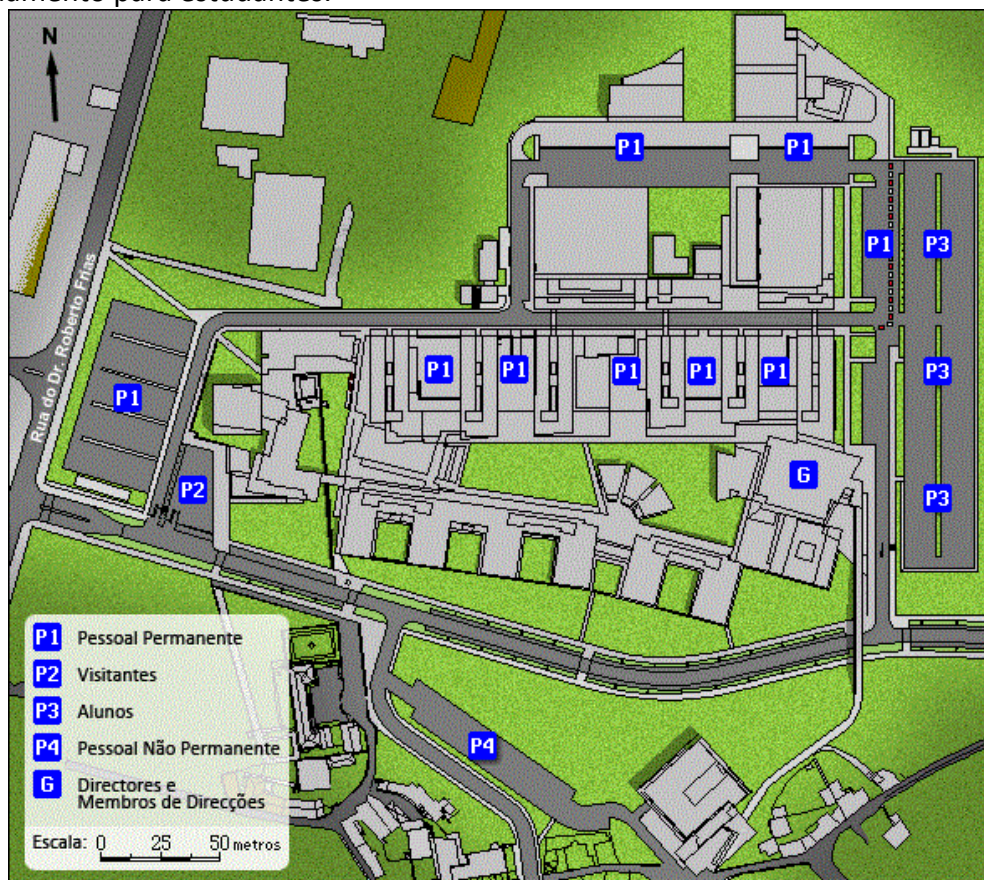 para estudantes.
N
P1 P1
P1 P3
Rua do Dr. Roberto Frias
P1 P1 P1 P1 P1 P1 P3
P2 G P3
P1 Pessoal Permanente
P2 Visitantes
P3 Alunos
P4 Pessoal Não Permanente
G Directores e
Membros de Direcções
P4
Escala: 0 25 50 metros